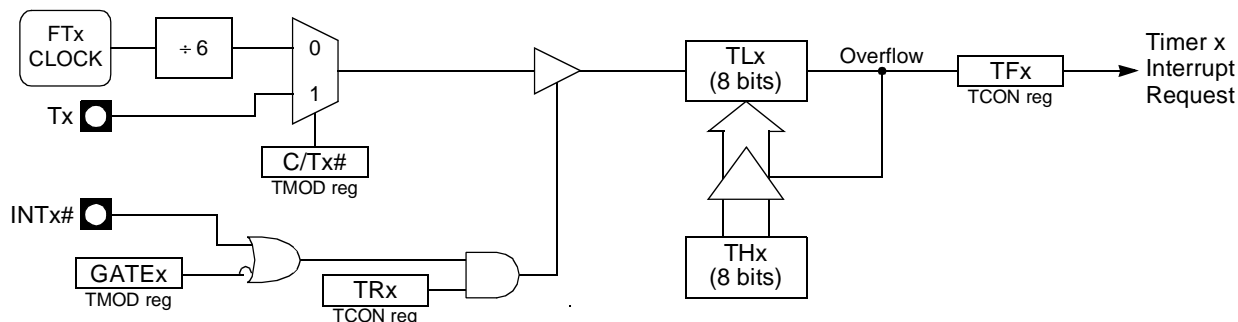 FTx
CLOCK
÷ 6
0
1
Tx
C/Tx#
TMOD reg
TLx
(8 bits)
Overflow
TFx
TCON reg
Timer x
Interrupt
Request
INTx#
GATEx
TMOD reg
TRx
TCON reg
THx
(8 bits)